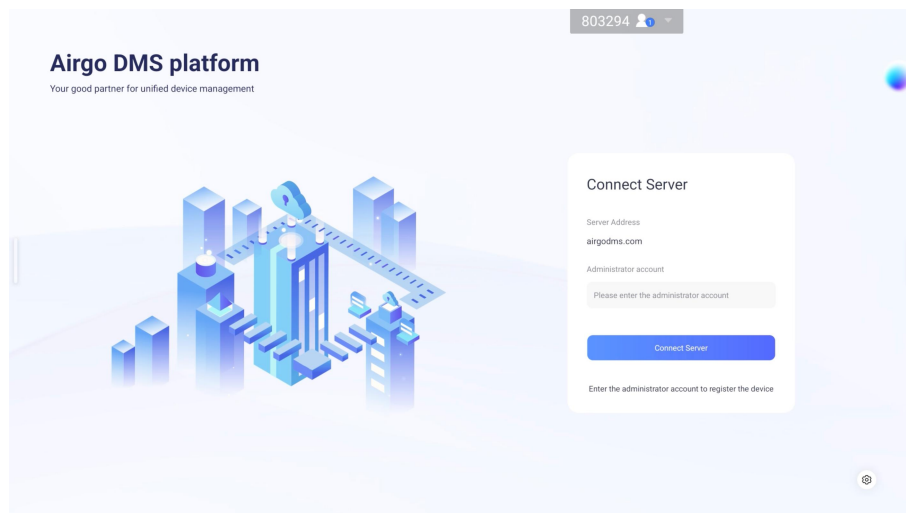 803294
1
Airgo DMS platform
Your good partner for unified device management
Connect Server
Server Address
airgodms.com
Administrator account
Please enter the administrator account
Connect Server
Enter the administrator account to register the device